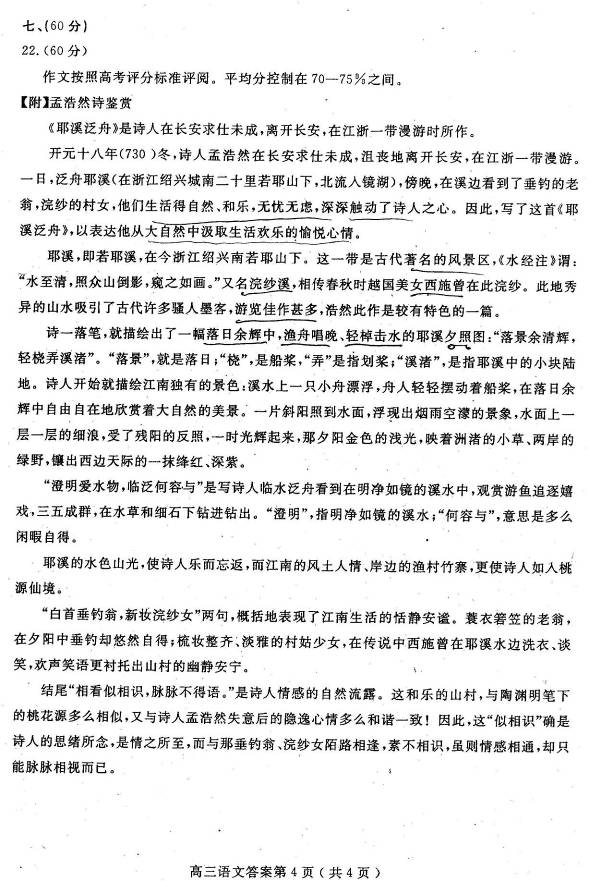 七、(60 分)
22.(60 分)
作文按照高考评分标准评阅。平均分控制在 70—75%之间。
【附】孟浩然诗鉴赏
《耶溪泛舟》是诗人在长安求仕未成,离开长安,在江浙一带漫游时所作。
开元十八年(730 )冬,诗人孟浩然在长安求仕未成,沮丧地离开长安,在江浙一带漫游。
一日,泛舟耶溪(在浙江绍兴城南二十里若耶山下,北流入镜湖),傍晚,在溪边看到了垂钓的老
翁,浣纱的村女,他们生活得自然、和乐,无忧无虑,深深触动了诗人之心。因此,写了这首《耶
溪泛舟》,以表达他从大自然中汲取生活欢乐的愉悦心情。
耶溪,即若耶溪,在今浙江绍兴南若耶山下。这一带是古代著名的风景区,《水经注》谓:
“水至清,照众山倒影,窥之如画。”又名浣纱溪,相传春秋时越国美女西施曾在此浣纱。此地秀
异的山水吸引了古代许多骚人墨客,游览佳作甚多,浩然此作是较有特色的一篇。
诗一落笔,就描绘出了一幅落日余辉中,渔舟唱晚、轻棹击水的耶溪夕照图:“落景余清辉,
轻桡弄溪渚”。“落景”,就是落日;“桡”,是船桨,“弄”是指划桨;“溪渚”,是指耶溪中的小块陆
地。诗人开始就描绘江南独有的景色:溪水上一只小舟漂浮,舟人轻轻摆动着船桨,在落日余
辉中自由自在地欣赏着大自然的美景。一片斜阳照到水面,浮现出烟雨空濛的景象,水面上一
层一层的细浪,受了残阳的反照,一时光辉起来,那夕阳金色的浅光,映着洲渚的小草、两岸的
绿野,镶出西边天际的一抹绛红、深紫。
“澄明爱水物,临泛何容与”是写诗人临水泛舟看到在明净如镜的溪水中,观赏游鱼追逐嬉
戏,三五成群,在水草和细石下钻进钻出。“澄明”,指明净如镜的溪水;“何容与”,意思是多么
闲暇自得。
耶溪的水色山光,使诗人乐而忘返,而江南的风土人情、岸边的渔村竹寨,更使诗人如入桃
源仙境。
“白首垂钓翁,新妆浣纱女”两句,概括地表现了江南生活的恬静安谧。蓑衣箬笠的老翁,
在夕阳中垂钓却悠然自得;梳妆整齐、淡雅的村姑少女,在传说中西施曾在耶溪水边洗衣、谈
笑,欢声笑语更衬托出山村的幽静安宁。
结尾“相看似相识,脉脉不得语。”是诗人情感的自然流露。这和乐的山村,与陶渊明笔下
的桃花源多么相似,又与诗人孟浩然失意后的隐逸心情多么和谐一致！因此,这“似相识”确是
诗人的思绪所念,是情之所至,而与那垂钓翁、浣纱女陌路相逢,素不相识,虽则情感相通,却只
能脉脉相视而已。
高三语文答案第 4 页 ( 共 4 页 )